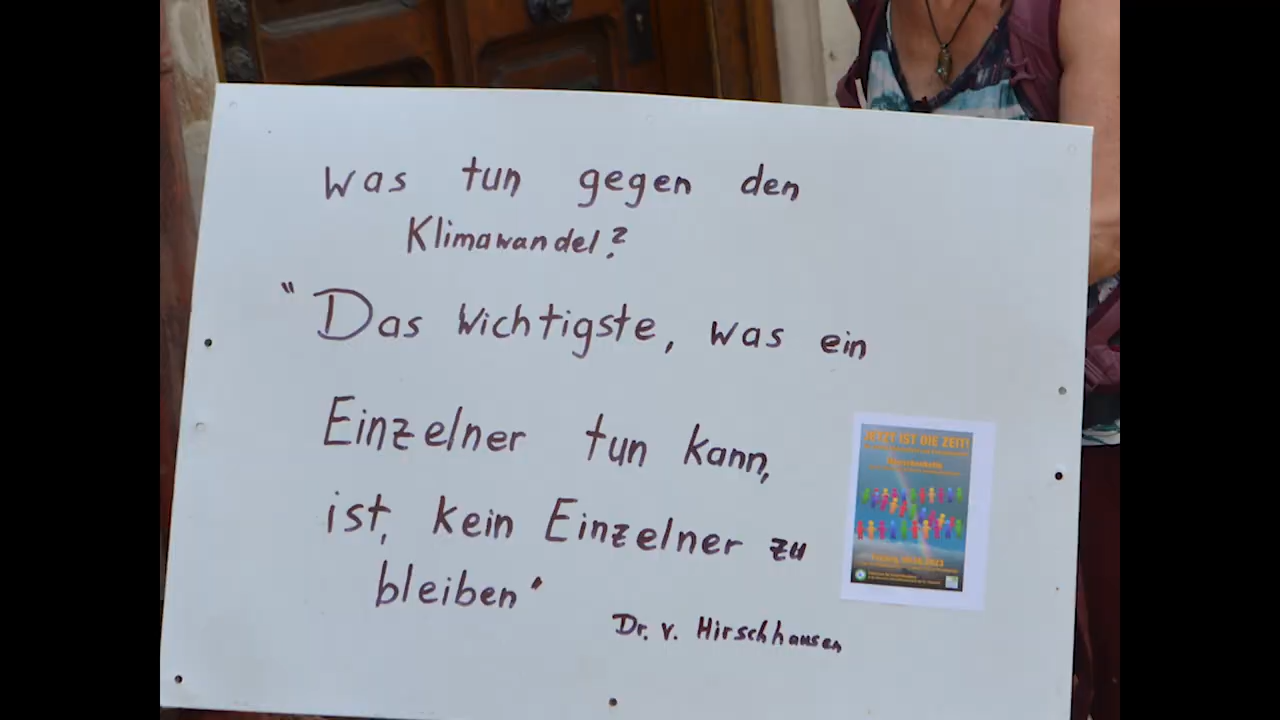 Was tun gegen den
Klimawandel?
"Das Wichtigste, was ein
Einzelner tun kann,
ist, kein Einzelner zu
bleiben"
Dr. v. Hirschhausen
JETZT IST DIE ZEIT!